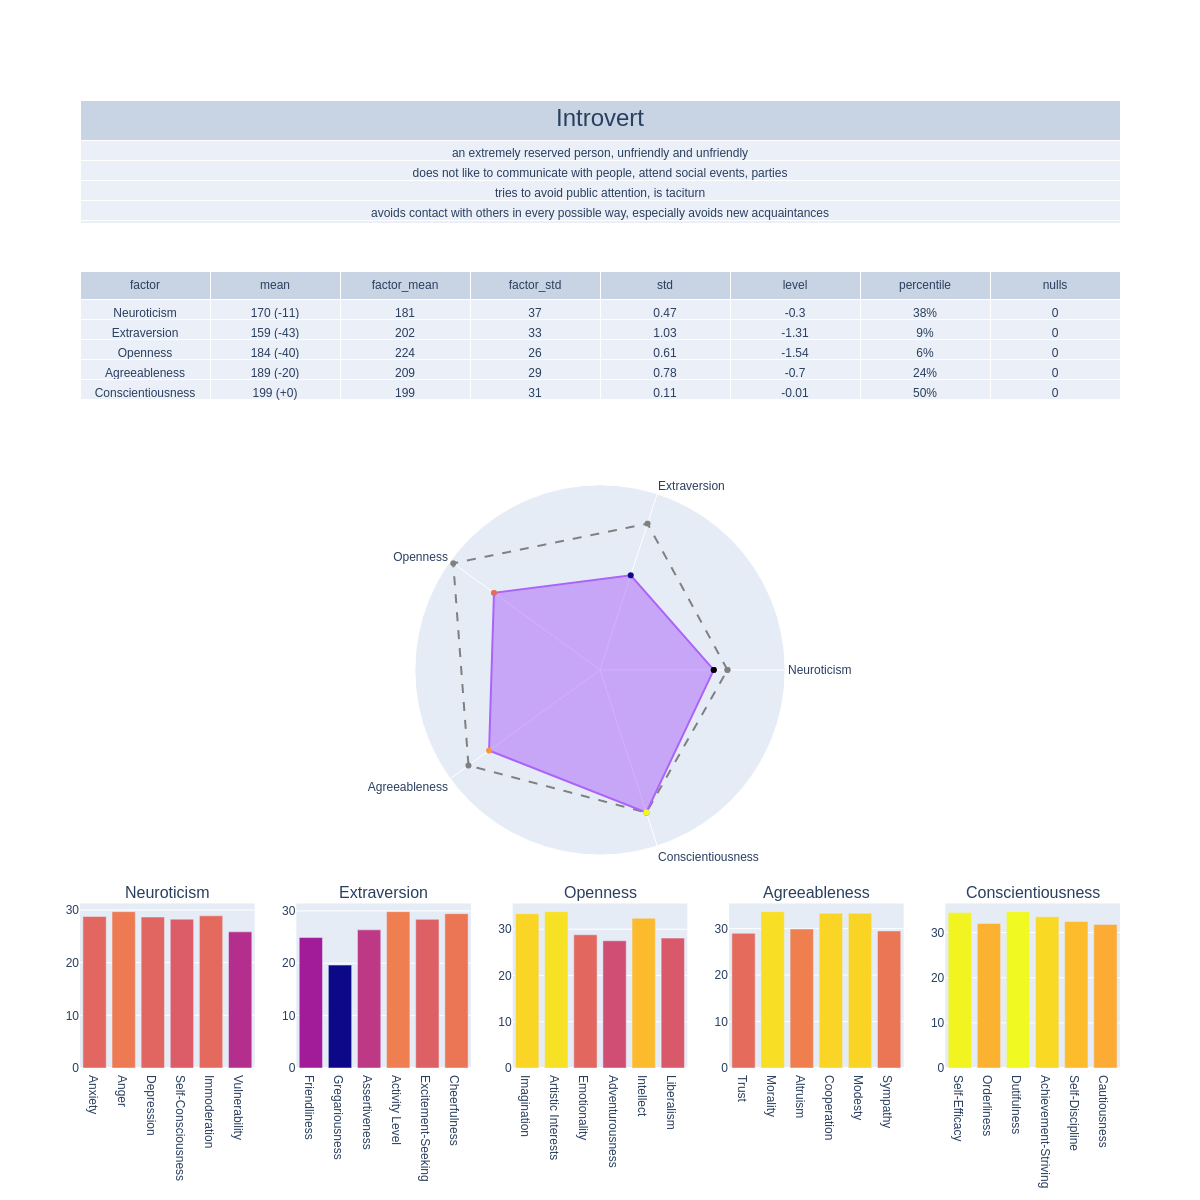 Introvert
an extremely reserved person, unfriendly and unfriendly
does not like to communicate with people, attend social events, parties
tries to avoid public attention, is taciturn
avoids contact with others in every possible way, especially avoids new acquaintances
factor mean factor_mean factor_std std level percentile nulls
Neuroticism 170 (-11) 181 37 0.47 -0.3 38% 0
Extraversion 159 (-43) 202 33 1.03 -1.31 9% 0
Openness 184 (-40) 224 26 0.61 -1.54 6% 0
Agreeableness 189 (-20) 209 29 0.78 -0.7 24% 0
Conscientiousness 199 (+0) 199 31 0.11 -0.01 50% 0
Extraversion
Openness
Neuroticism
Agreeableness
Conscientiousness
Neuroticism
30
20
10
0
Anxiety
Anger
Depression
Self-Consciousness
Immoderation
Vulnerability
Extraversion
30
20
10
0
Friendliness
Gregariousness
Assertiveness
Activity Level
Excitement-Seeking
Cheerfulness
Openness
30
20
10
0
Imagination
Artistic Interests
Emotionality
Adventurousness
Intellect
Liberalism
Agreeableness
30
20
10
0
Trust
Morality
Altruism
Cooperation
Modesty
Sympathy
Conscientiousness
30
20
10
0
Self-Efficacy
Orderliness
Dutifulness
Achievement-Striving
Self-Discipline
Cautiousness